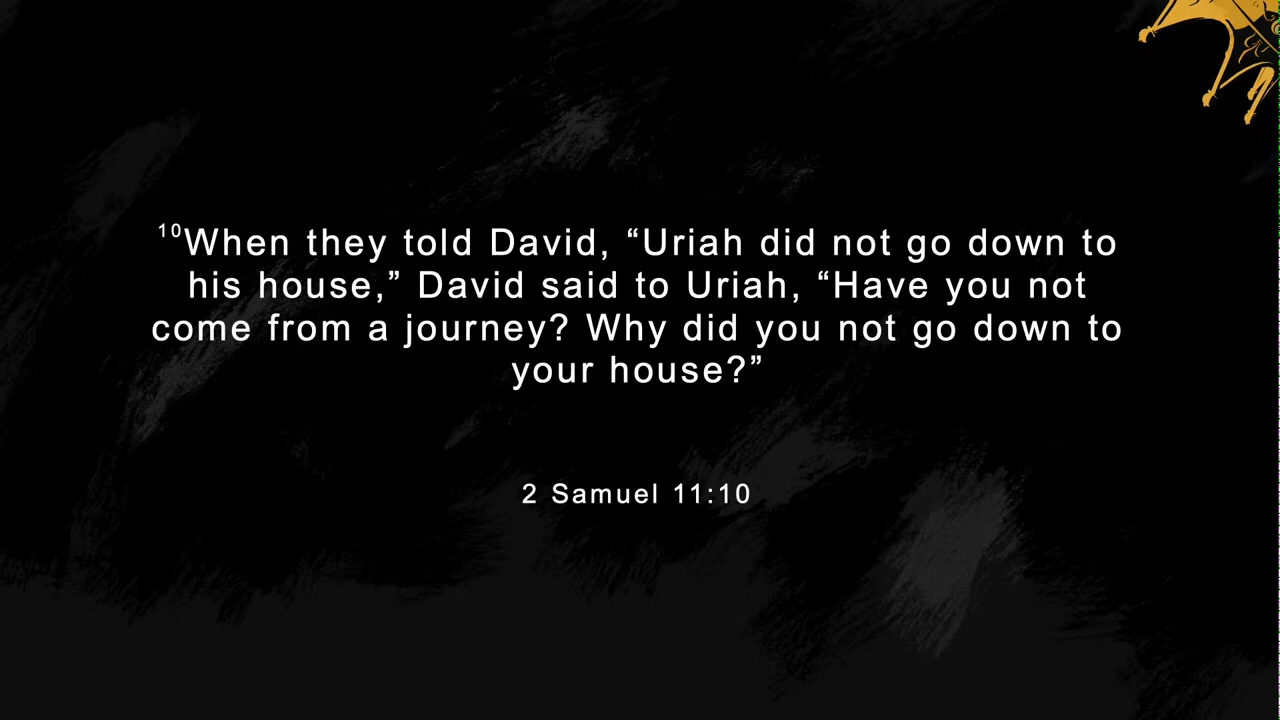 ¹⁰When they told David, “Uriah did not go down to
his house,” David said to Uriah, “Have you not
come from a journey? Why did you not go down to
your house?”
2 Samuel 11:10